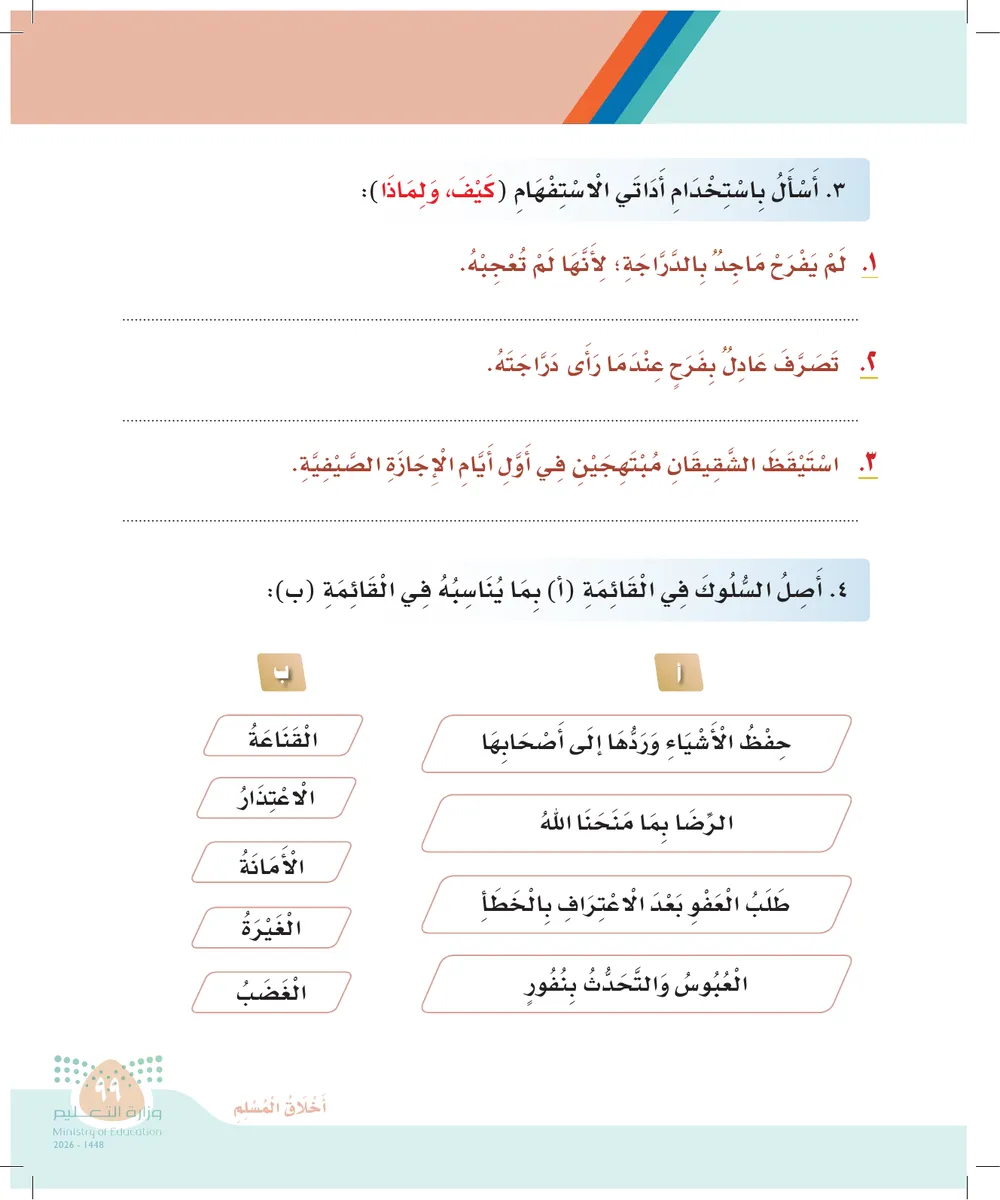 ٣. أَسْأَلُ بِاسْتِخْدَامِ أَدَاتَي الْاسْتِفْهَامِ (كَيْفَ، وَلِمَاذَا):
١. لَمْ يَفْرَحْ مَاجِدٌ بِالدَّرَّاجَةِ؛ لِأَنَّهَا لَمْ تُعْجِبْهُ.
٢. تَصَرَّفَ عَادِلٌ بِفَرَحٍ عِنْدَمَا رَأَى دَرَّاجَتَهُ.
٣. اسْتَيْقَظَ الشَّقِيقَانِ مُبْتَهِجَيْنِ فِي أَوَّلِ أَيَّامِ الْإِجَازَةِ الصَّيْفِيَّةِ.
٤. أَصِلُ السُّلُوكَ فِي الْقَائِمَةِ (أ) بِمَا يُنَاسِبُهُ فِي الْقَائِمَةِ (ب):
أ
حِفْظُ الْأَشْيَاءِ وَرَدُّهَا إلَى أَصْحَابِهَا
الرِّضَا بِمَا مَنَحَنَا اللهُ
طَلَبُ الْعَفْوِ بَعْدَ الْاعْتِرَافِ بِالْخَطَأِ
الْعُبُوسُ وَالتَّحَدُّثُ بِنُفُورٍ
ب
الْقَنَاعَةُ
الْاعْتِذَارُ
الْأَمَانَةُ
الْغَيْرَةُ
الْغَضَبُ
أَخْلَاقُ الْمُسْلِمِ
٩٩
وزارة التعليم
Ministry of Education
2026 - 1448